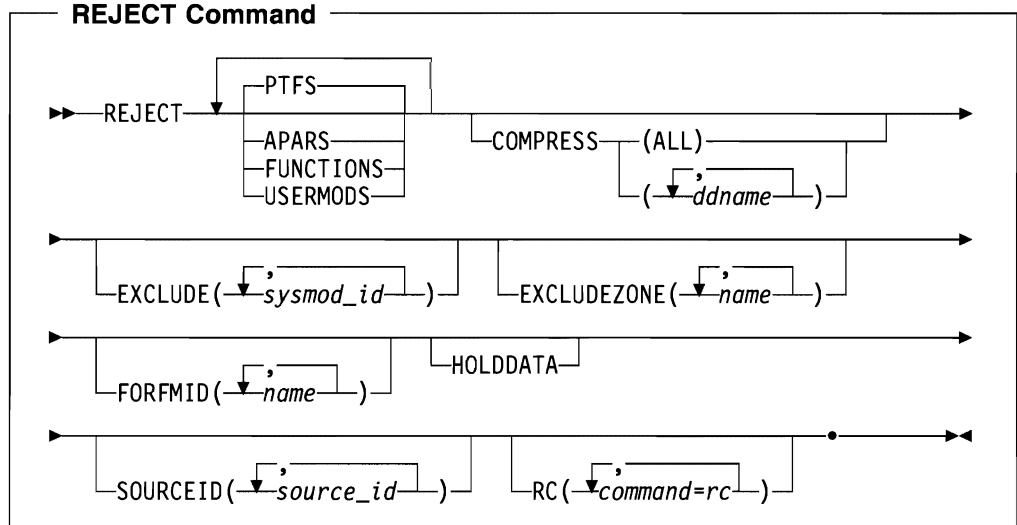 REJECT Command
PTFS
REJECT
APARS
FUNCTIONS
USERMODS
COMPRESS (ALL)
,
( ddname )
,
EXCLUDE( sysmod_id )
,
EXCLUDEZONE( name )
,
FORFMID( name )
HOLDDATA
,
SOURCEID( source_id )
,
RC( command=rc )